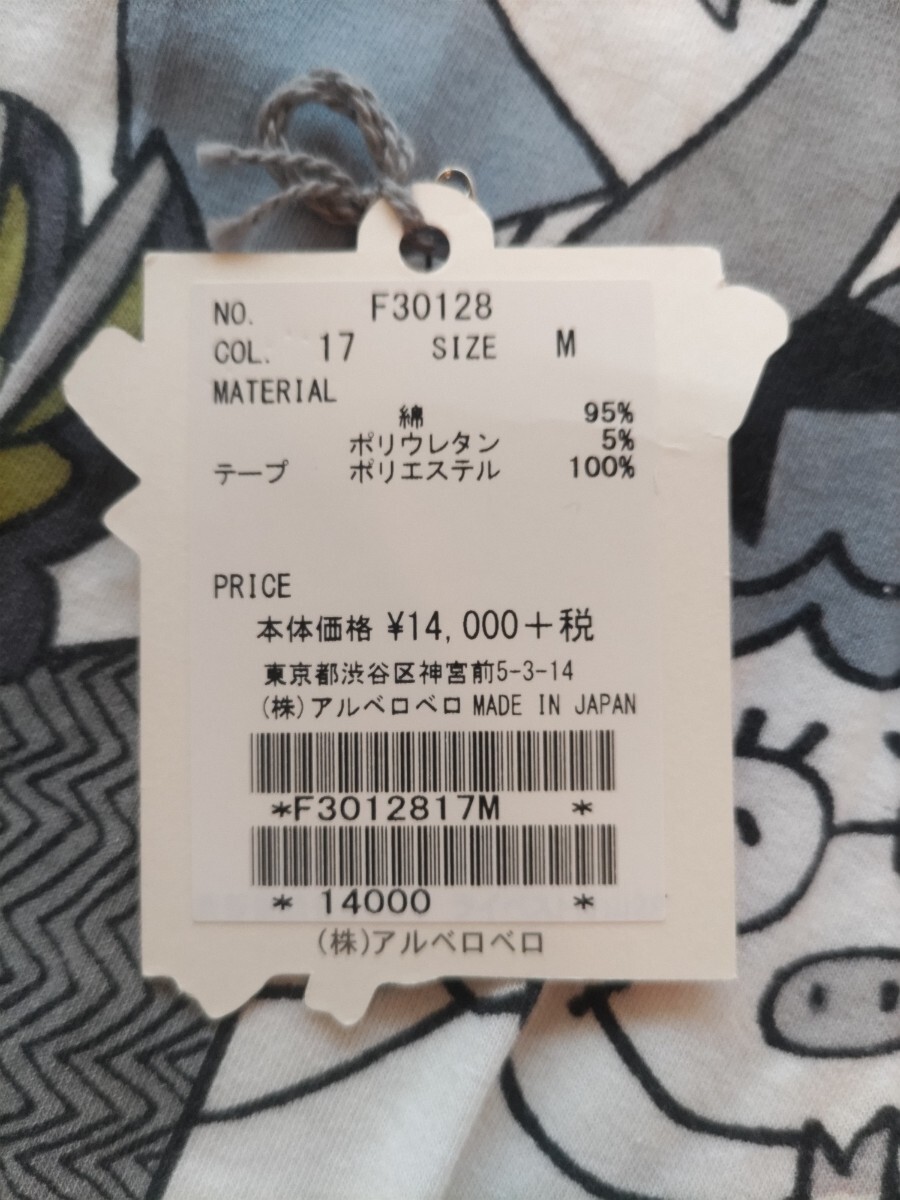 NO. F30128
COL. 17 SIZE M
MATERIAL
綿 95%
ポリウレタン 5%
テープ ポリエステル 100%
PRICE
本体価格 ¥14,000+税
東京都渋谷区神宮前5-3-14
(株)アルベロベロ MADE IN JAPAN
*F3012817M *
* 14000 *
(株)アルベロベロ